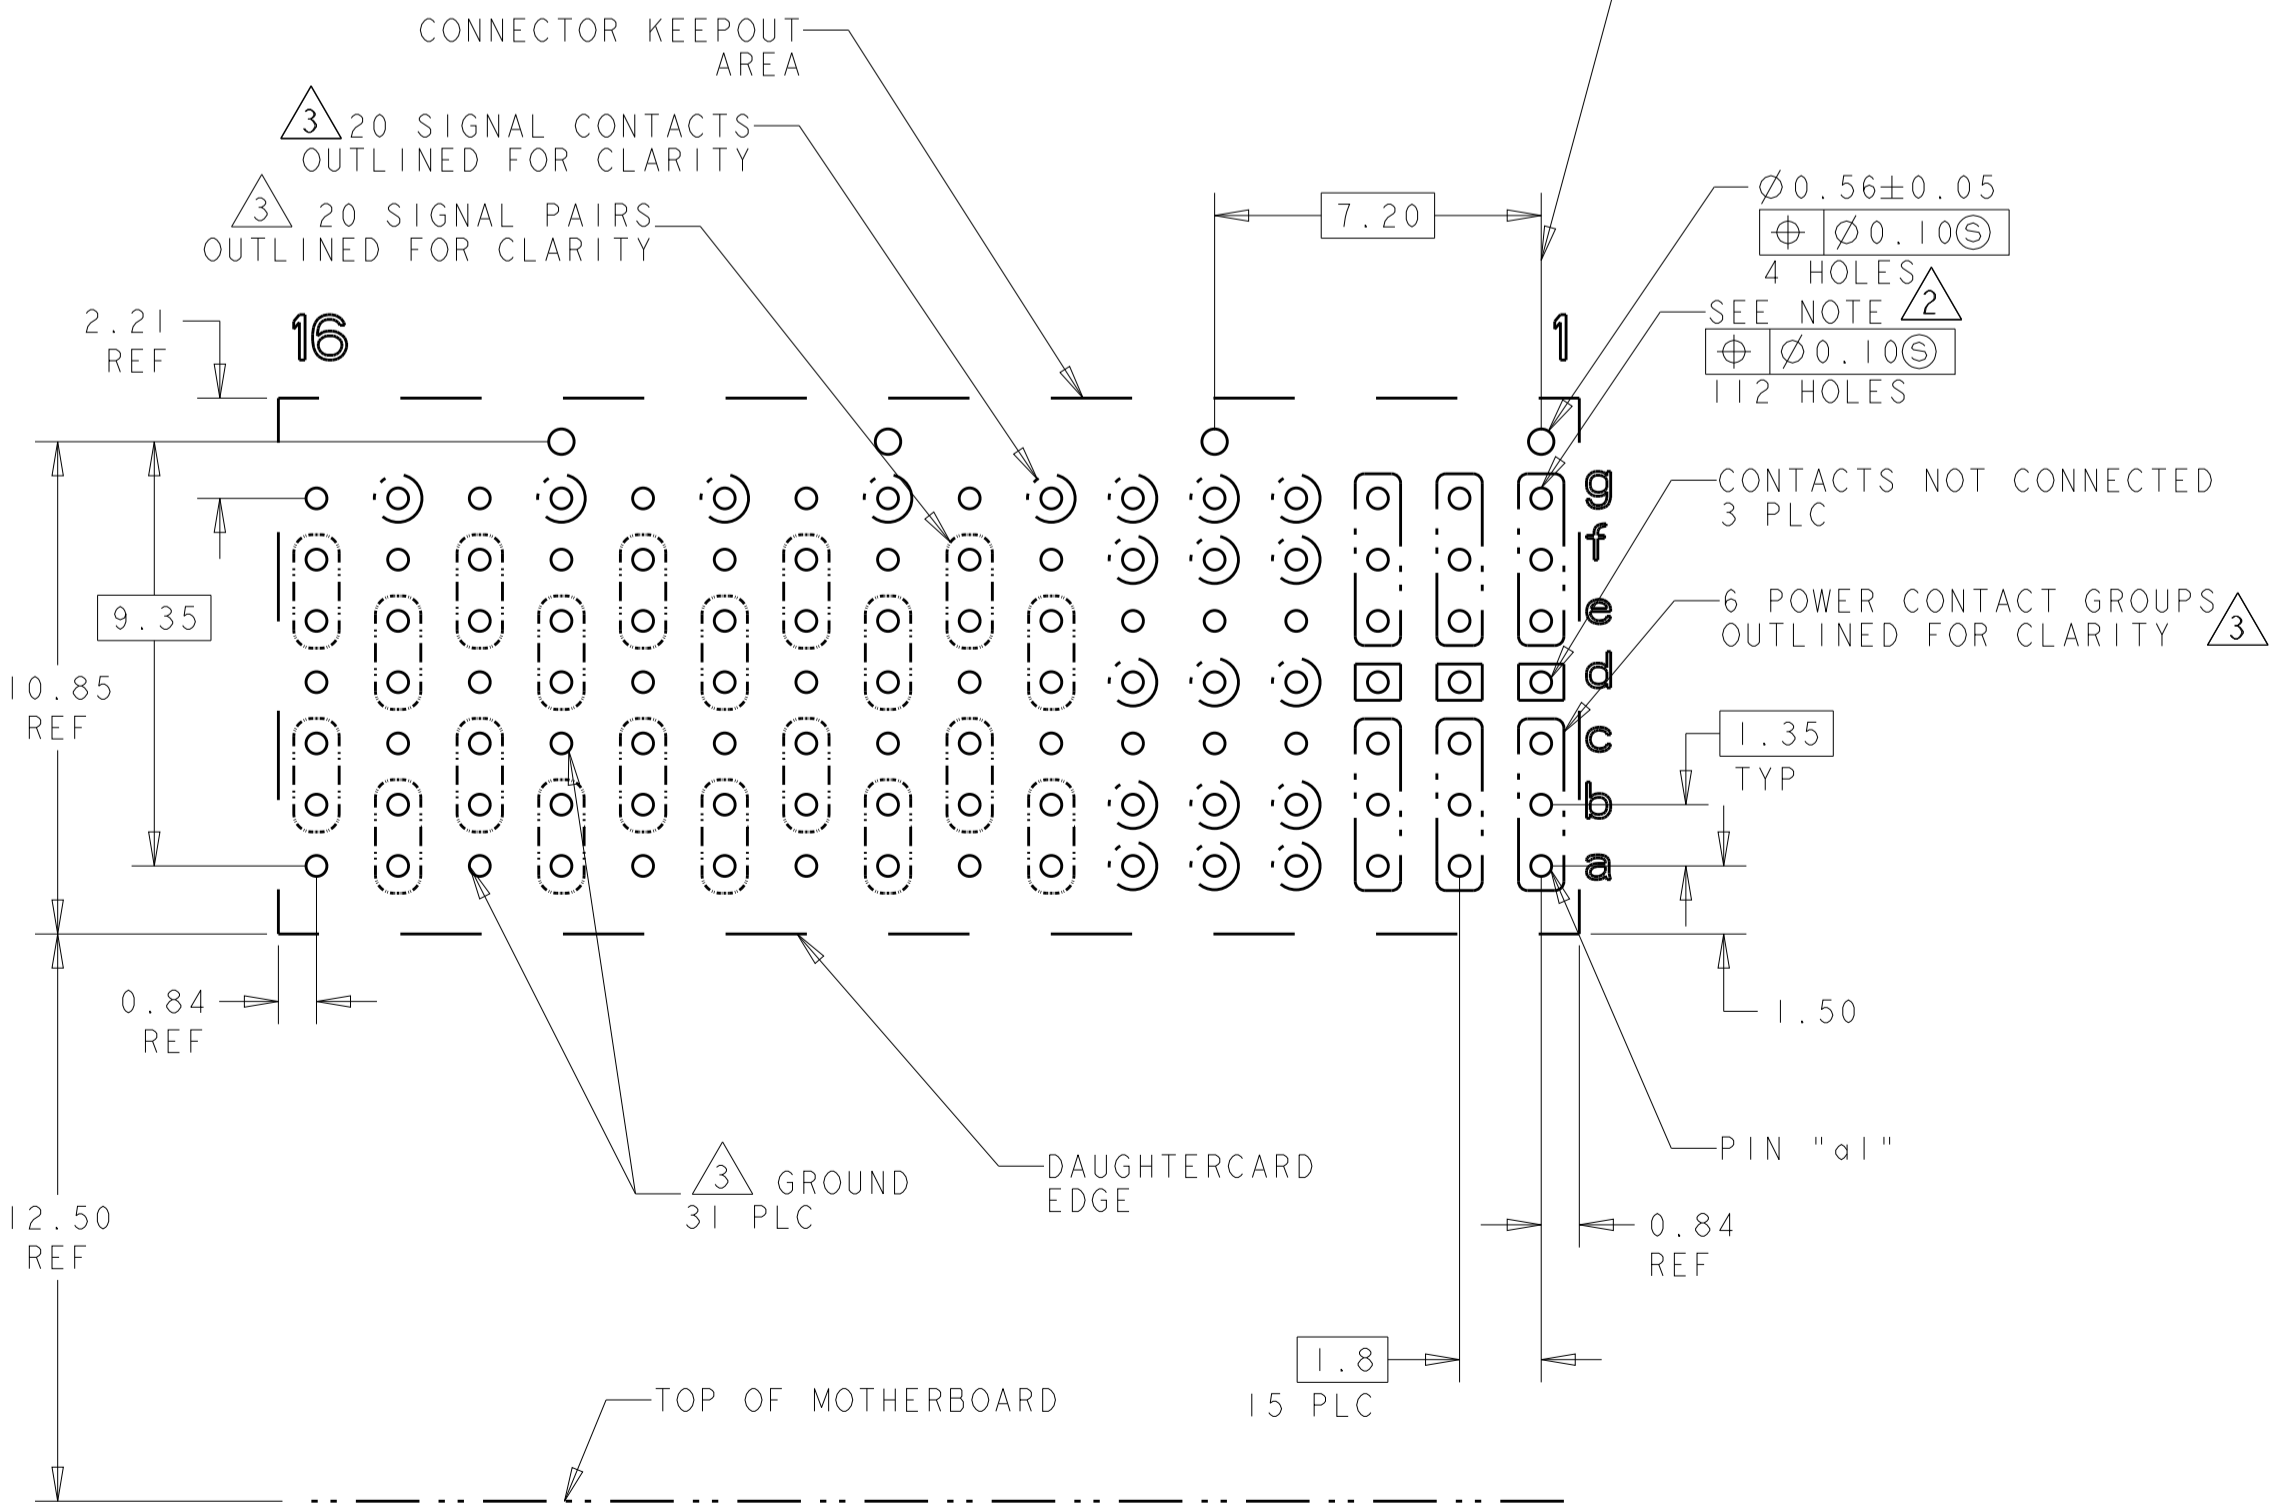 CONNECTOR KEEPOUT
AREA
3 20 SIGNAL CONTACTS
OUTLINED FOR CLARITY
3 20 SIGNAL PAIRS
OUTLINED FOR CLARITY
7.20
Ø0.56±0.05
⌖ Ø0.10Ⓢ
4 HOLES
SEE NOTE 2
⌖ Ø0.10Ⓢ
112 HOLES
2.21
REF
16
1
g
f
e
d
c
b
a
CONTACTS NOT CONNECTED
3 PLC
6 POWER CONTACT GROUPS
OUTLINED FOR CLARITY 3
9.35
10.85
REF
1.35
TYP
0.84
REF
1.50
PIN "a1"
3 GROUND
31 PLC
DAUGHTERCARD
EDGE
12.50
REF
0.84
REF
1.8
15 PLC
TOP OF MOTHERBOARD